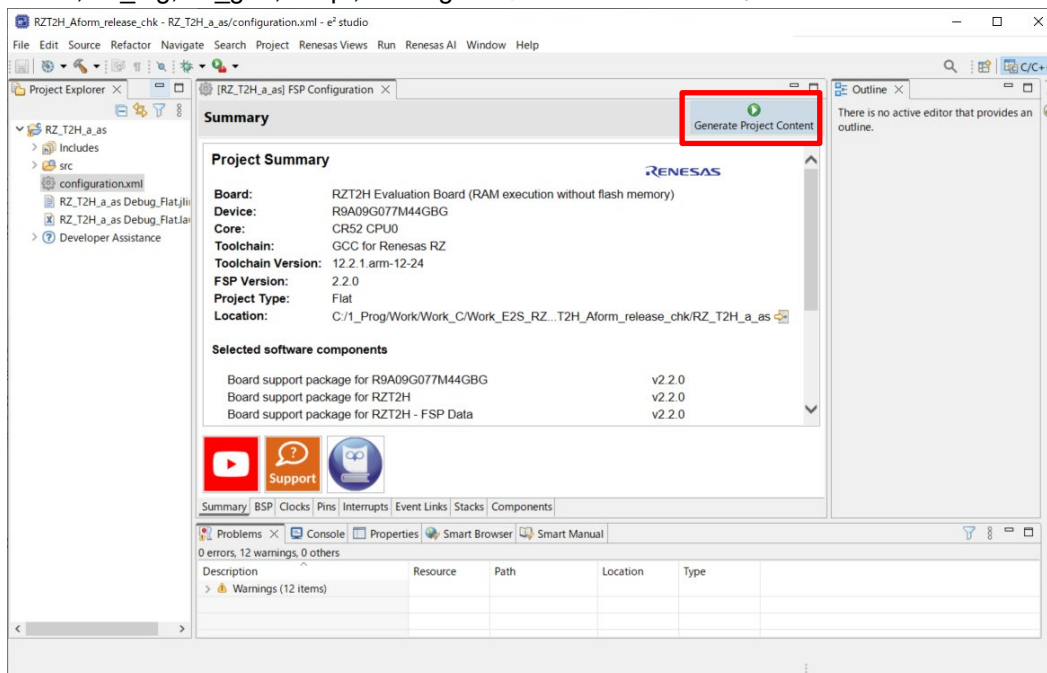 RZT2H_Aform_release_chk - RZ_T2H_a_as/configuration.xml - e² studio
File Edit Source Refactor Navigate Search Project Renesas Views Run Renesas AI Window Help
C/C+
Project Explorer
[RZ_T2H_a_as] FSP Configuration
Outline
Summary
Generate Project Content
There is no active editor that provides an
outline.
RZ_T2H_a_as
Includes
src
configuration.xml
RZ_T2H_a_as Debug_Flat.jli
RZ_T2H_a_as Debug_Flat.la
Developer Assistance
Project Summary
RENESAS
Board: RZT2H Evaluation Board (RAM execution without flash memory)
Device: R9A09G077M44GBG
Core: CR52 CPU0
Toolchain: GCC for Renesas RZ
Toolchain Version: 12.2.1.arm-12-24
FSP Version: 2.2.0
Project Type: Flat
Location: C:/1_Prog/Work/Work_C/Work_E2S_RZ...T2H_Aform_release_chk/RZ_T2H_a_as
Selected software components
Board support package for R9A09G077M44GBG v2.2.0
Board support package for RZT2H v2.2.0
Board support package for RZT2H - FSP Data v2.2.0
Support
Summary BSP Clocks Pins Interrupts Event Links Stacks Components
Problems Console Properties Smart Browser Smart Manual
0 errors, 12 warnings, 0 others
Description Resource Path Location Type
Warnings (12 items)